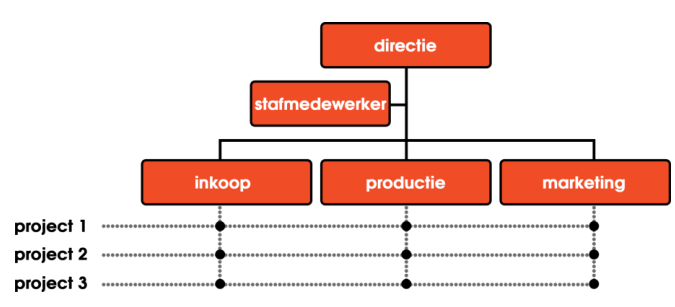 directie
stafmedewerker
inkoop
productie
marketing
project 1
project 2
project 3